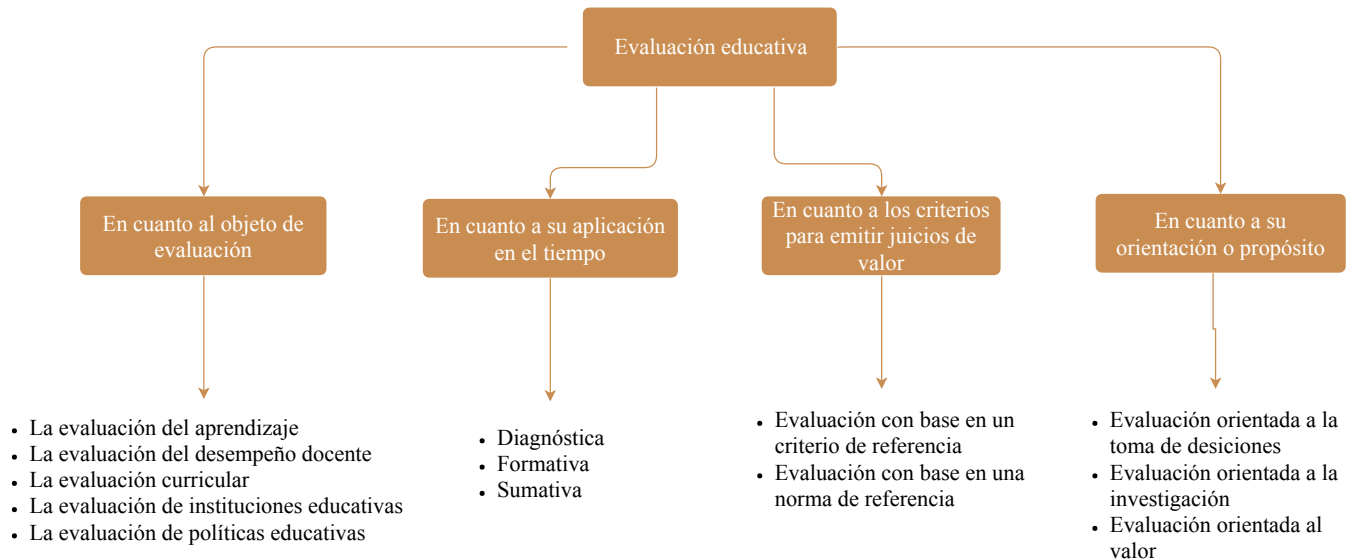 Evaluación educativa
En cuanto al objeto de
evaluación
En cuanto a su aplicación
en el tiempo
En cuanto a los criterios
para emitir juicios de
valor
En cuanto a su
orientación o propósito
• La evaluación del aprendizaje
• La evaluación del desempeño docente
• La evaluación curricular
• La evaluación de instituciones educativas
• La evaluación de políticas educativas
• Diagnóstica
• Formativa
• Sumativa
• Evaluación con base en un
criterio de referencia
• Evaluación con base en una
norma de referencia
• Evaluación orientada a la
toma de desiciones
• Evaluación orientada a la
investigación
• Evaluación orientada al
valor